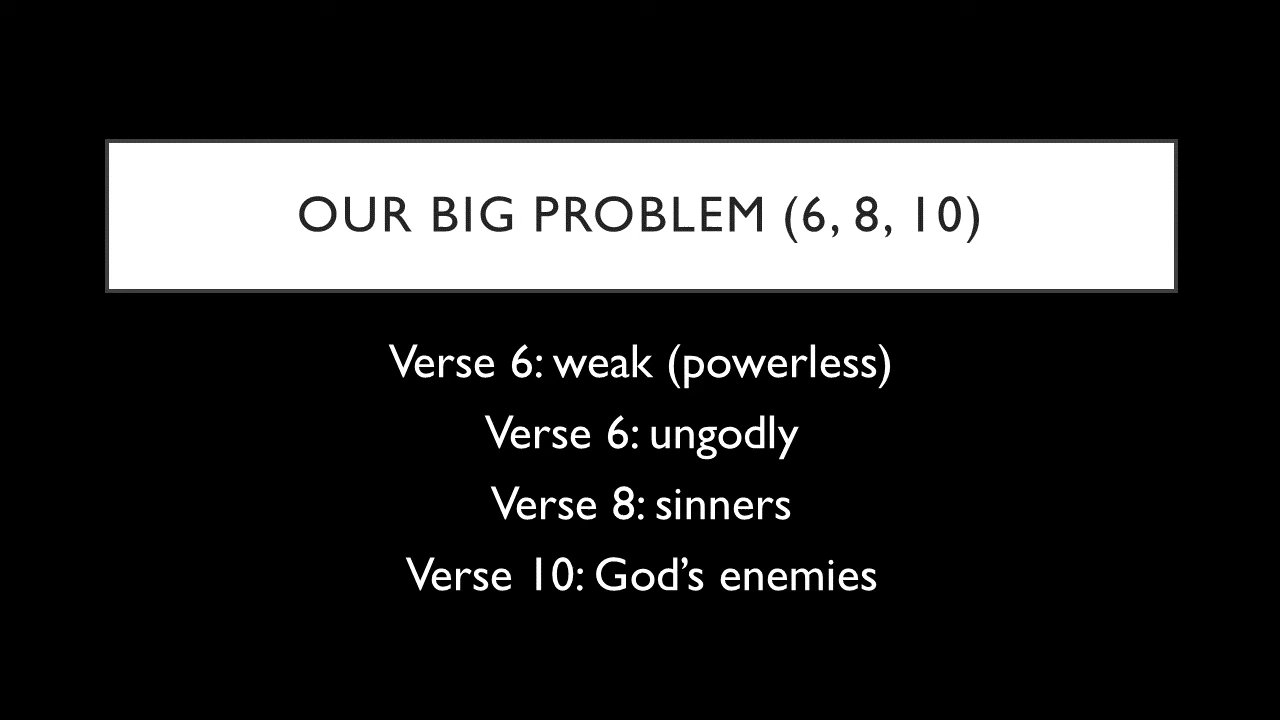 OUR BIG PROBLEM (6, 8, 10)
Verse 6: weak (powerless)
Verse 6: ungodly
Verse 8: sinners
Verse 10: God’s enemies